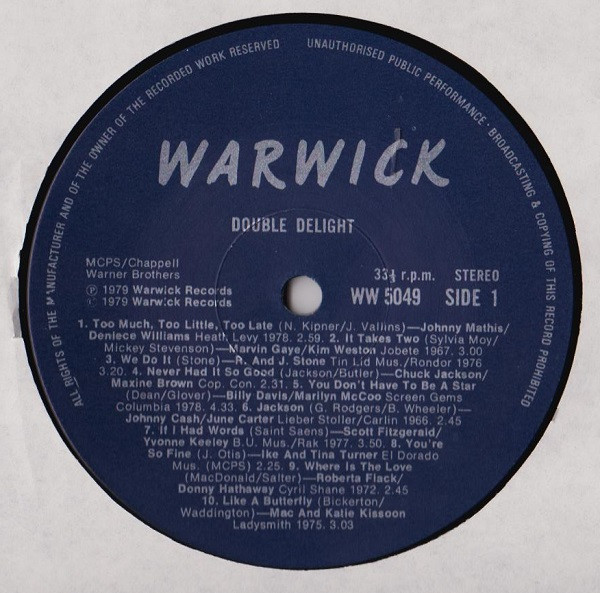 ALL RIGHTS OF THE MANUFACTURER AND OF THE OWNER OF THE RECORDED WORK RESERVED
UNAUTHORISED PUBLIC PERFORMANCE · BROADCASTING & COPYING OF THIS RECORD PROHIBITED
WARWICK
DOUBLE DELIGHT
MCPS/Chappell
Warner Brothers
℗ 1979 Warwick Records
© 1979 Warwick Records
33⅓ r.p.m. STEREO
WW 5049 SIDE 1
1. Too Much, Too Little, Too Late (N. Kipner/J. Vallins)—Johnny Mathis/
Deniece Williams Heath Levy 1978. 2.59. 2. It Takes Two (Sylvia Moy/
Mickey Stevenson)—Marvin Gaye/Kim Weston Jobete 1967. 3.00
3. We Do It (Stone)—R. And J. Stone Tin Lid Mus./Rondor 1976
3.20. 4. Never Had It So Good (Jackson/Butler)—Chuck Jackson/
Maxine Brown Cop. Con. 2.31. 5. You Don't Have To Be A Star
(Dean/Glover)—Billy Davis/Marilyn McCoo Screen Gems
Columbia 1978. 4.33. 6. Jackson (G. Rodgers/B. Wheeler)—
Johnny Cash/June Carter Lieber Stoller/Carlin 1966. 2.45
7. If I Had Words (Saint Saens)—Scott Fitzgerald/
Yvonne Keeley B.U. Mus./Rak 1977. 3.50. 8. You're
So Fine (J. Otis)—Ike And Tina Turner El Dorado
Mus. (MCPS) 2.25. 9. Where Is The Love
(MacDonald/Salter)—Roberta Flack/
Donny Hathaway Cyril Shane 1972. 2.45
10. Like A Butterfly (Bickerton/
Waddington)—Mac And Katie Kissoon
Ladysmith 1975. 3.03